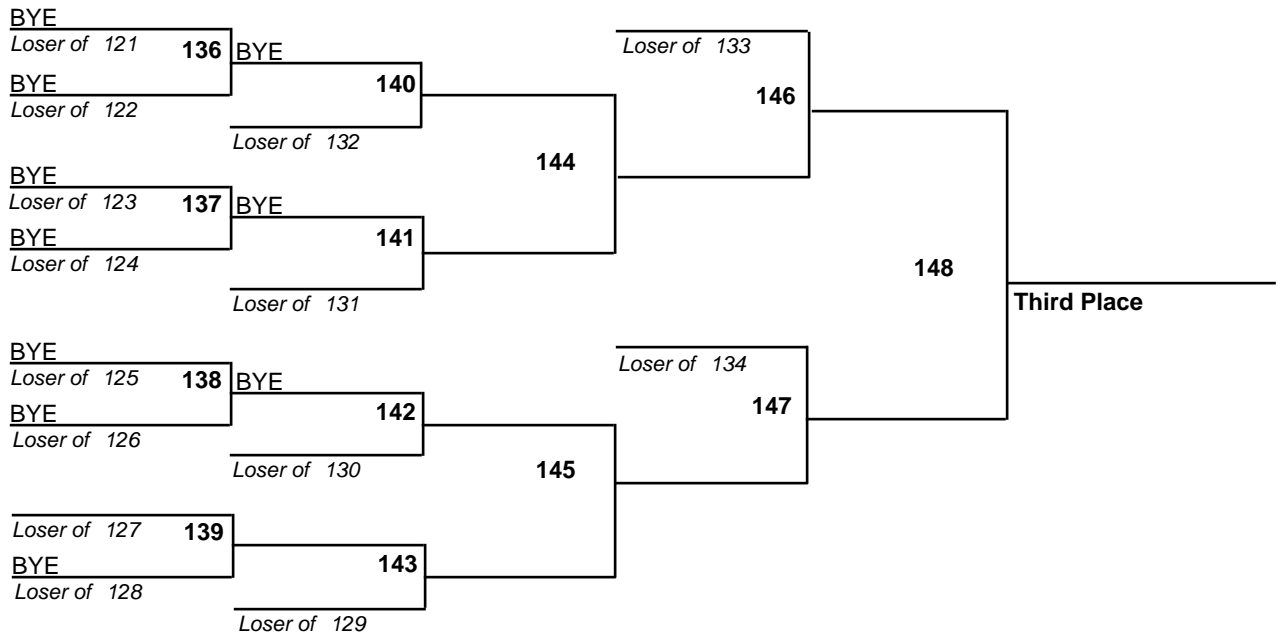 BYE
Loser of 121
136
BYE
BYE
Loser of 122
140
Loser of 132
Loser of 133
146
144
BYE
Loser of 123
137
BYE
BYE
Loser of 124
141
Loser of 131
148
Third Place
BYE
Loser of 125
138
BYE
BYE
Loser of 126
142
Loser of 130
Loser of 134
147
145
Loser of 127
139
BYE
Loser of 128
143
Loser of 129